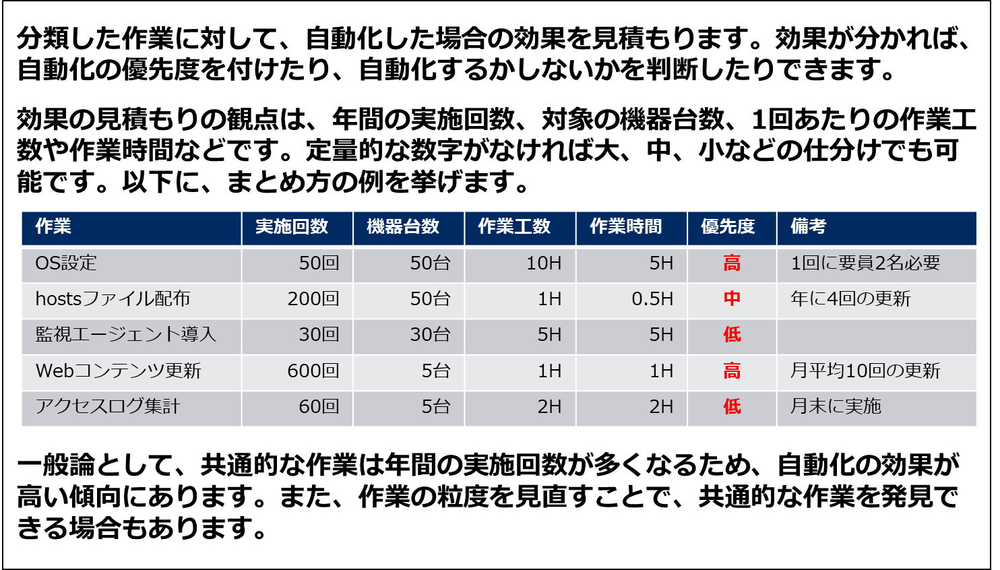 分類した作業に対して、自動化した場合の効果を見積もります。効果が分かれば、
自動化の優先度を付けたり、自動化するかしないかを判断したりできます。
効果の見積もりの観点は、年間の実施回数、対象の機器台数、1回あたりの作業工
数や作業時間などです。定量的な数字がなければ大、中、小などの仕分けでも可
能です。以下に、まとめ方の例を挙げます。
作業 実施回数 機器台数 作業工数 作業時間 優先度 備考
OS設定 50回 50台 10H 5H 高 1回に要員2名必要
hostsファイル配布 200回 50台 1H 0.5H 中 年に4回の更新
監視エージェント導入 30回 30台 5H 5H 低
Webコンテンツ更新 600回 5台 1H 1H 高 月平均10回の更新
アクセスログ集計 60回 5台 2H 2H 低 月末に実施
一般論として、共通的な作業は年間の実施回数が多くなるため、自動化の効果が
高い傾向にあります。また、作業の粒度を見直すことで、共通的な作業を発見で
きる場合もあります。